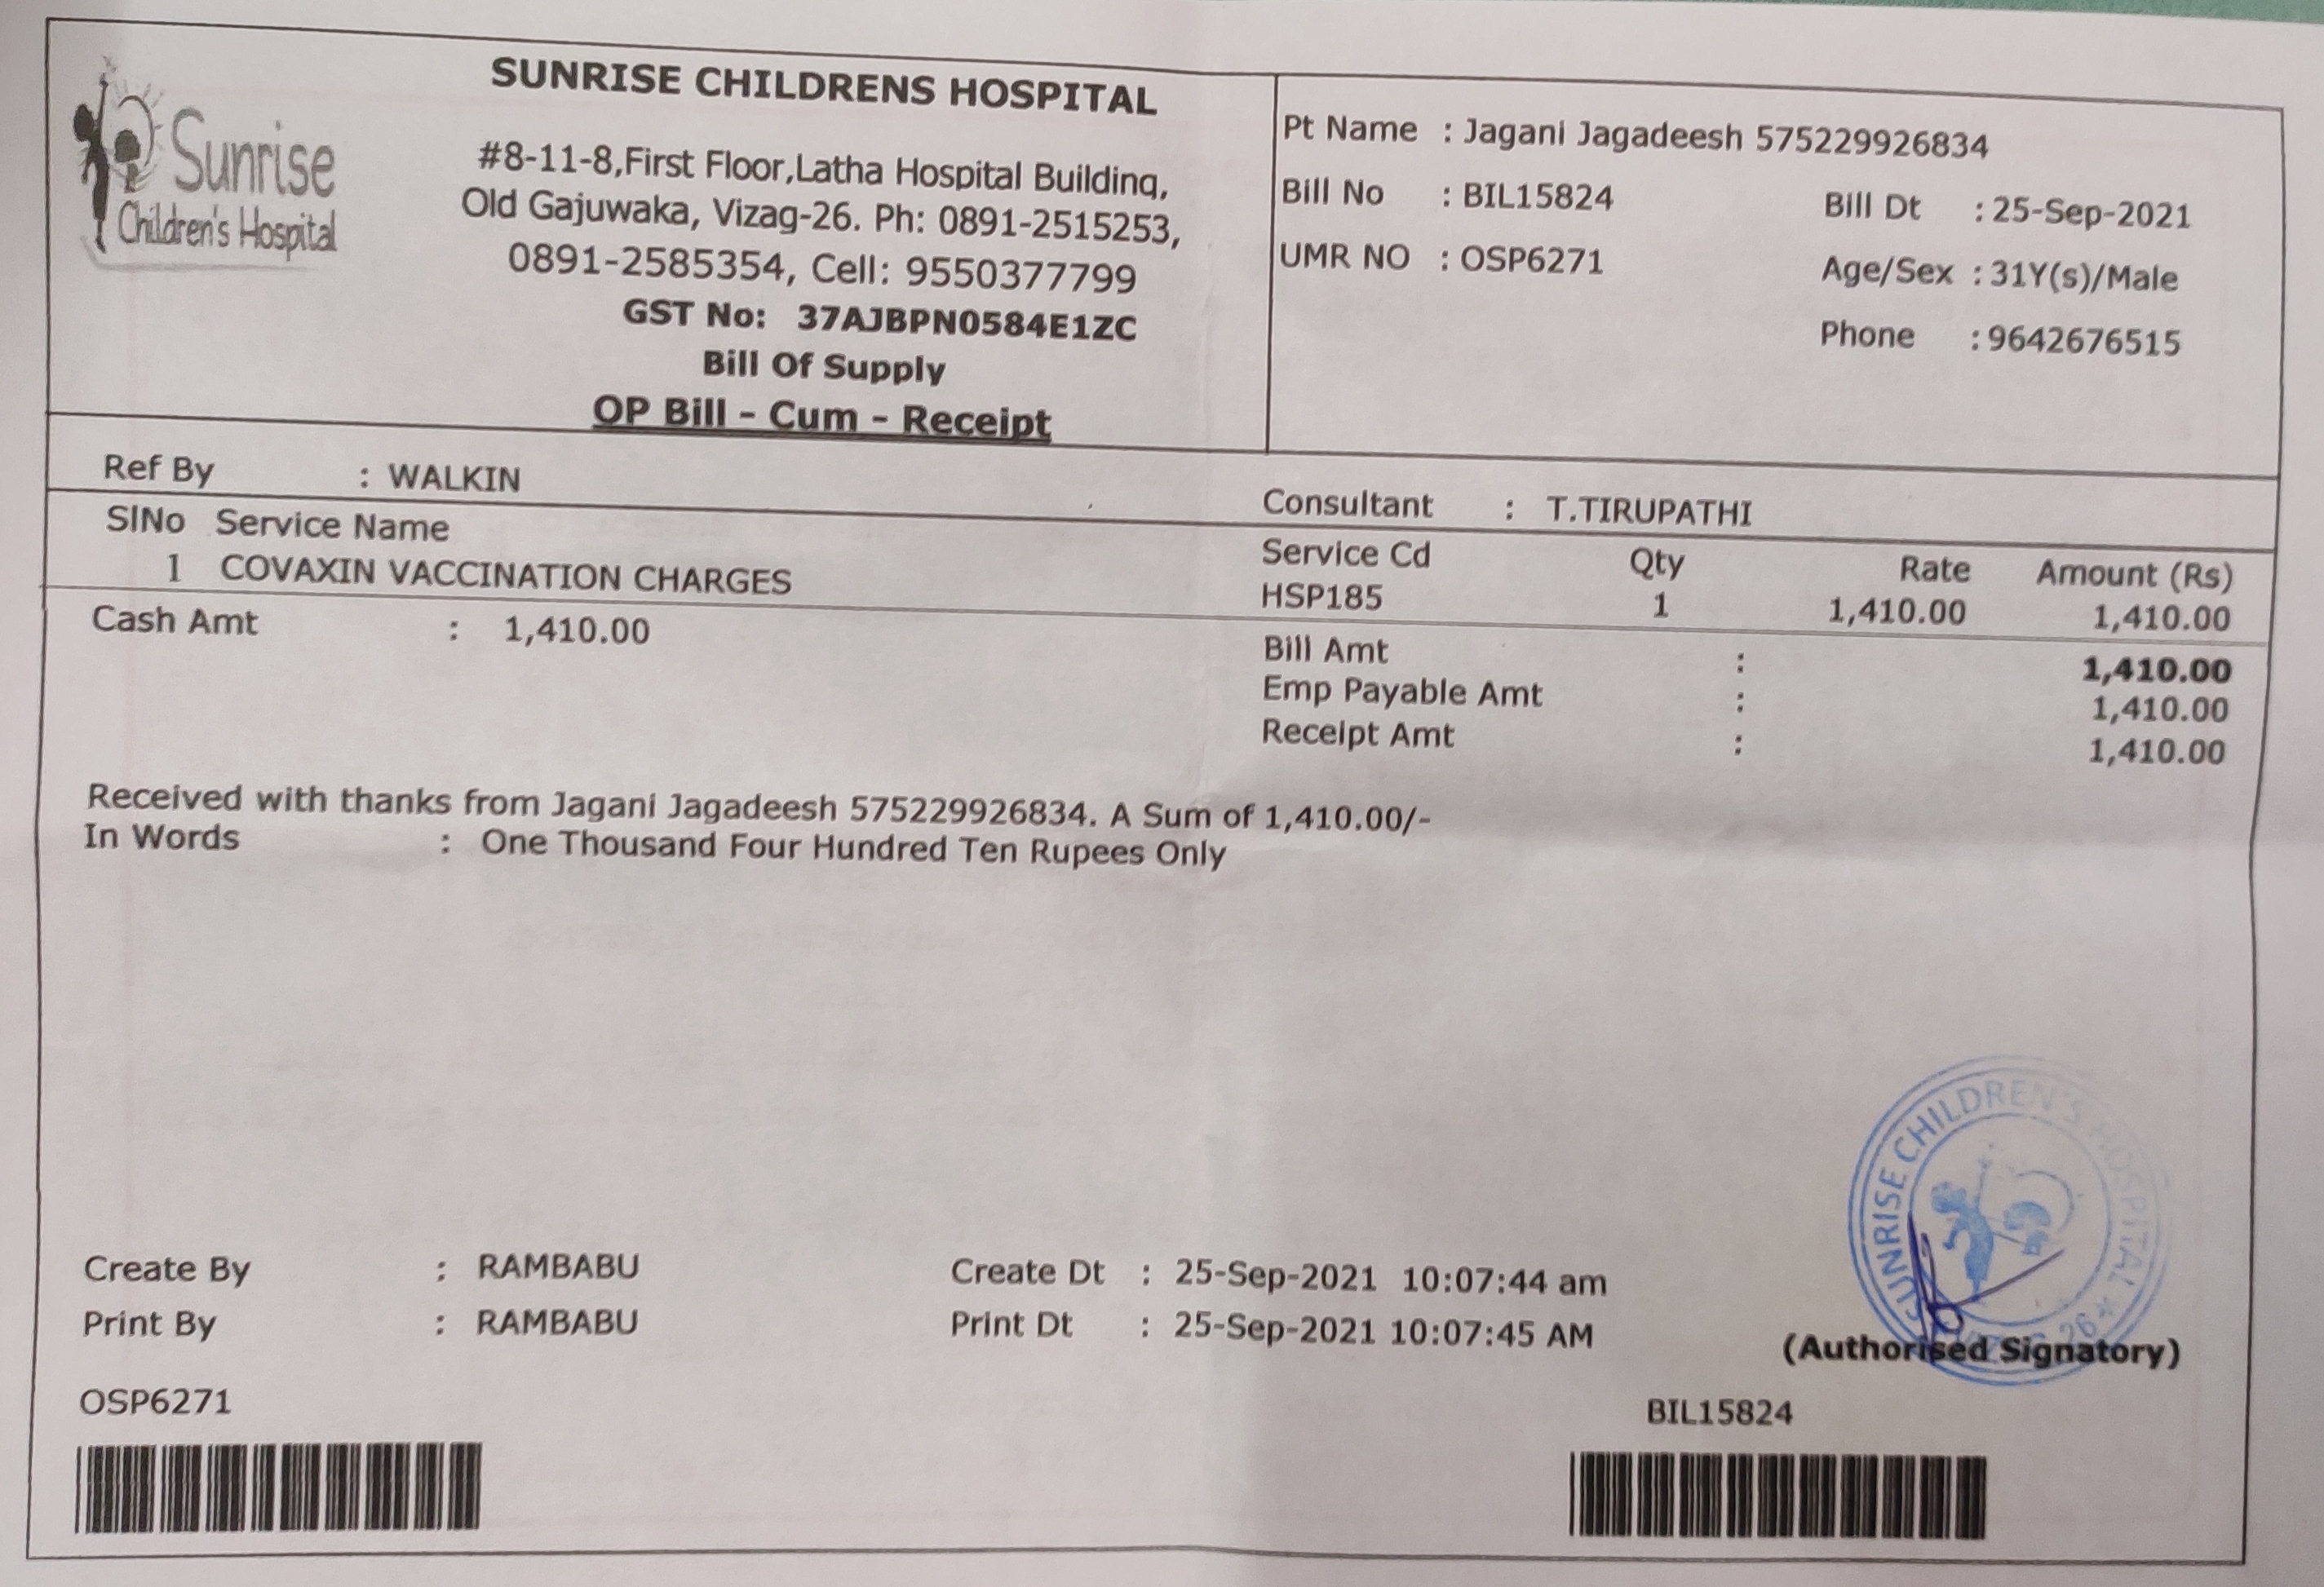 Sunrise
Children's Hospital
SUNRISE CHILDRENS HOSPITAL
#8-11-8,First Floor,Latha Hospital Building,
Old Gajuwaka, Vizag-26. Ph: 0891-2515253,
0891-2585354, Cell: 9550377799
GST No: 37AJBPN0584E1ZC
Bill Of Supply
OP Bill - Cum - Receipt
Pt Name : Jagani Jagadeesh 575229926834
Bill No : BIL15824 Bill Dt : 25-Sep-2021
UMR NO : OSP6271 Age/Sex : 31Y(s)/Male
Phone : 9642676515
Ref By : WALKIN Consultant : T.TIRUPATHI
SlNo Service Name Service Cd Qty Rate Amount (Rs)
1 COVAXIN VACCINATION CHARGES HSP185 1 1,410.00 1,410.00
Cash Amt : 1,410.00 Bill Amt : 1,410.00
Emp Payable Amt : 1,410.00
Receipt Amt : 1,410.00
Received with thanks from Jagani Jagadeesh 575229926834. A Sum of 1,410.00/-
In Words : One Thousand Four Hundred Ten Rupees Only
SUNRISE CHILDREN'S HOSPITAL
26 *
Create By : RAMBABU Create Dt : 25-Sep-2021 10:07:44 am
Print By : RAMBABU Print Dt : 25-Sep-2021 10:07:45 AM
(Authorised Signatory)
OSP6271 BIL15824